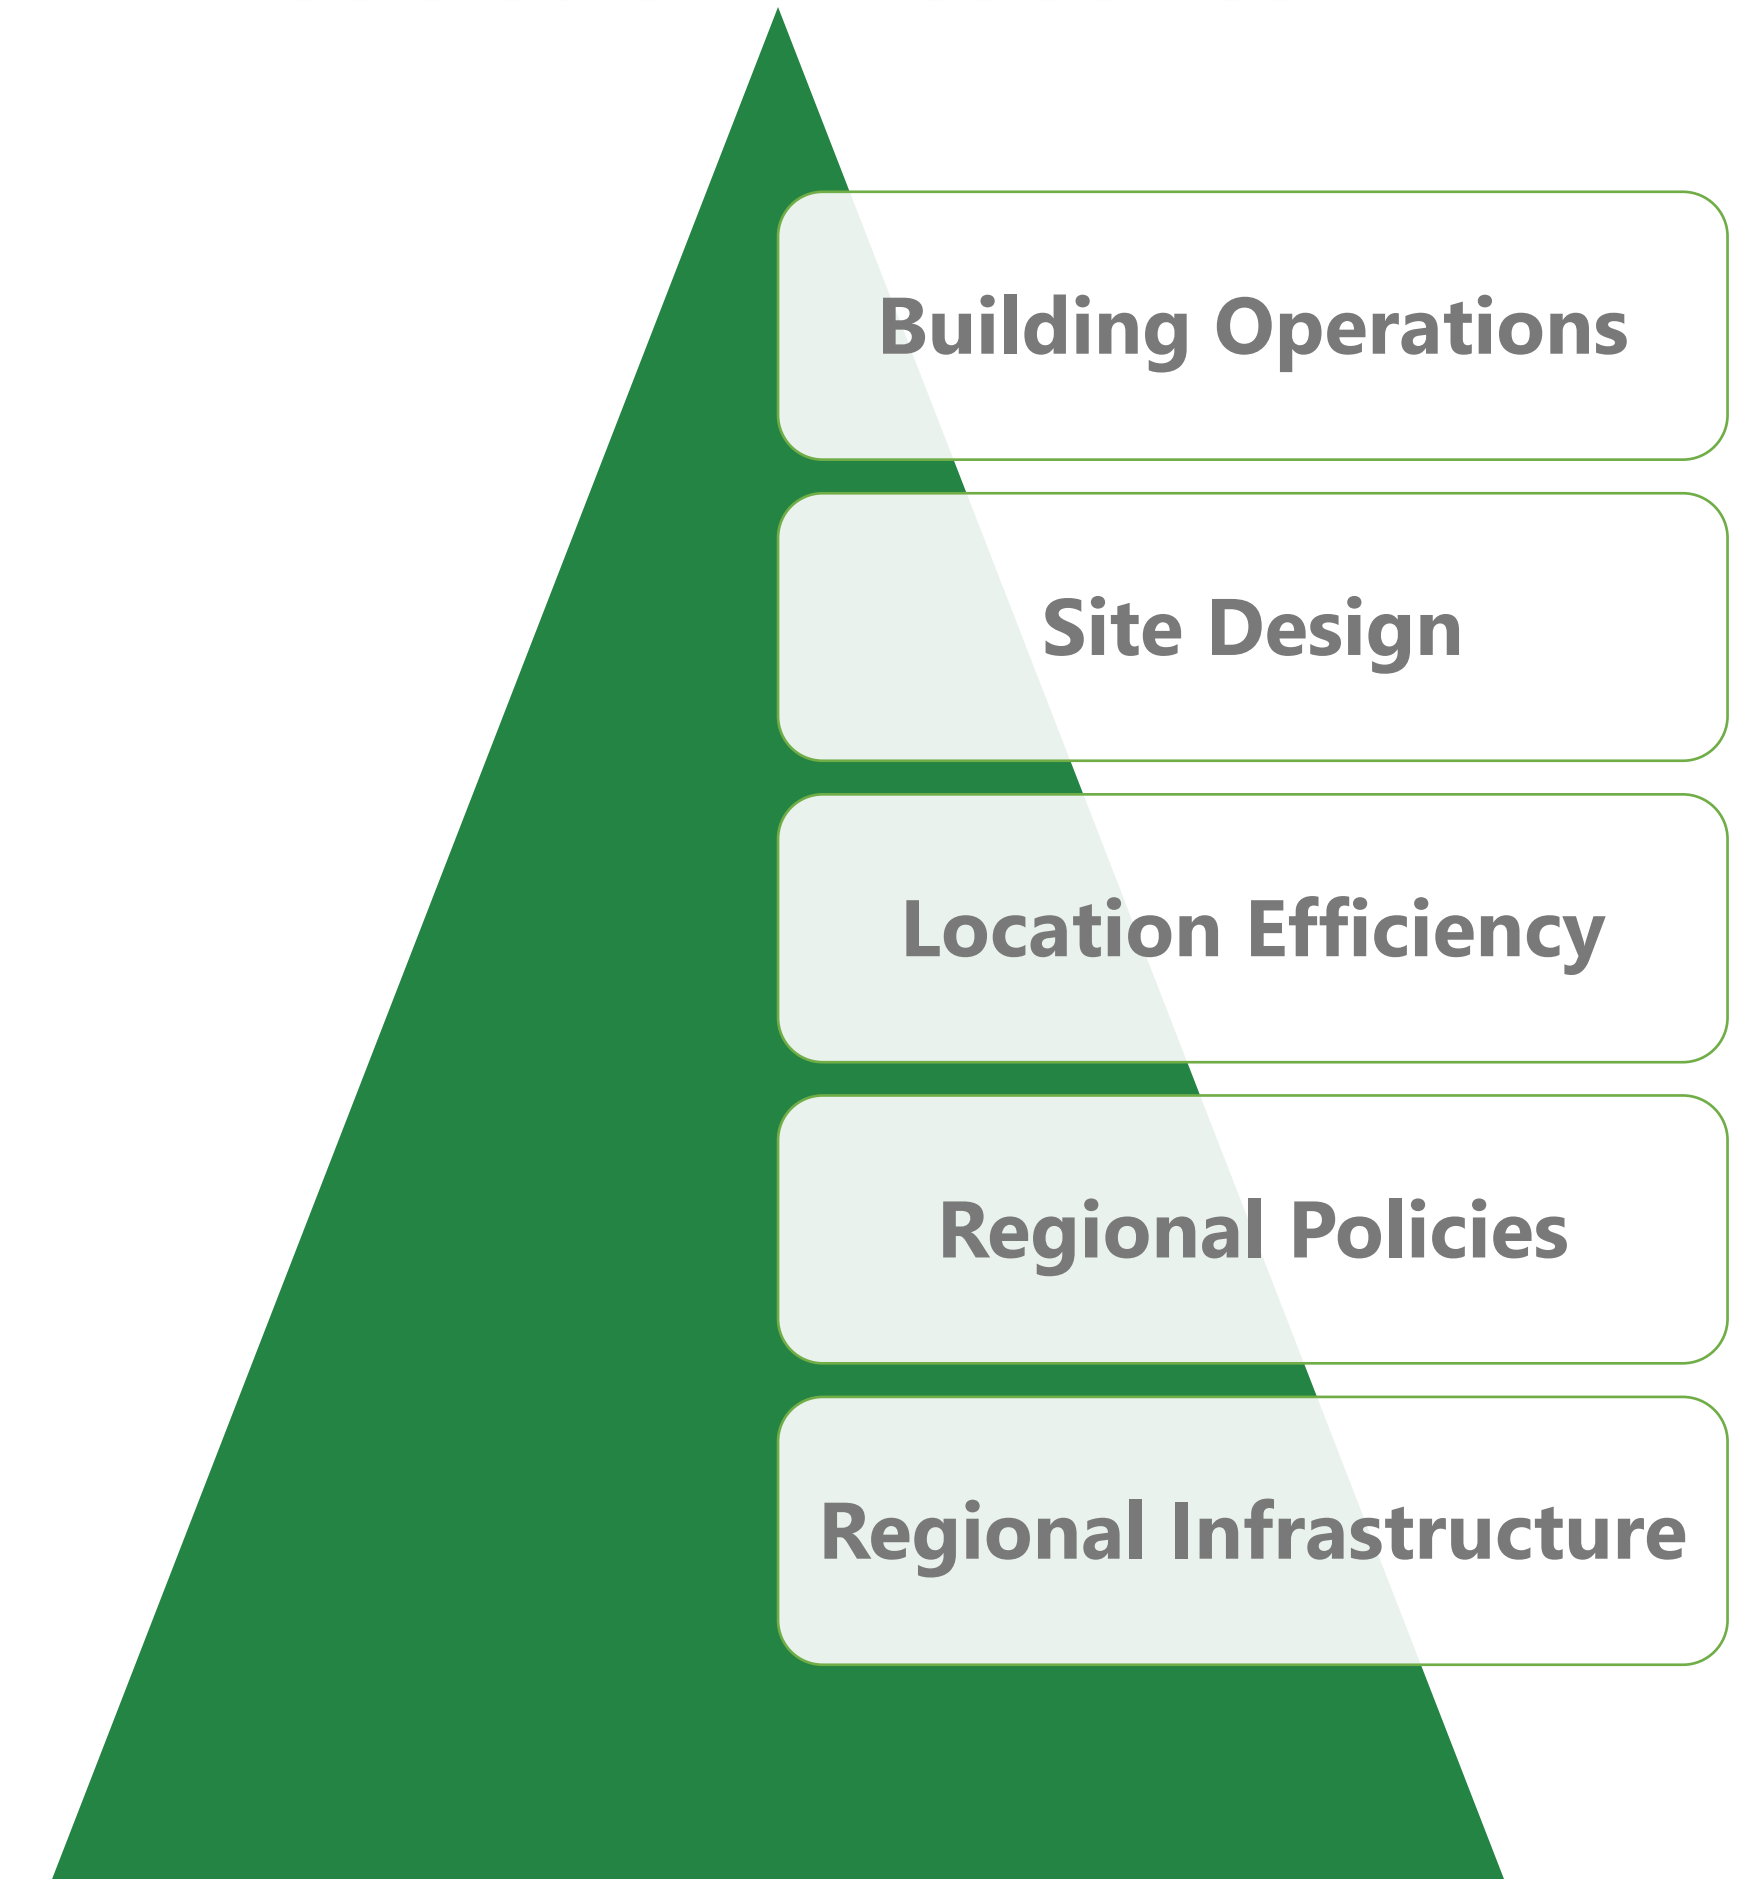 Building Operations
Site Design
Location Efficiency
Regional Policies
Regional Infrastructure